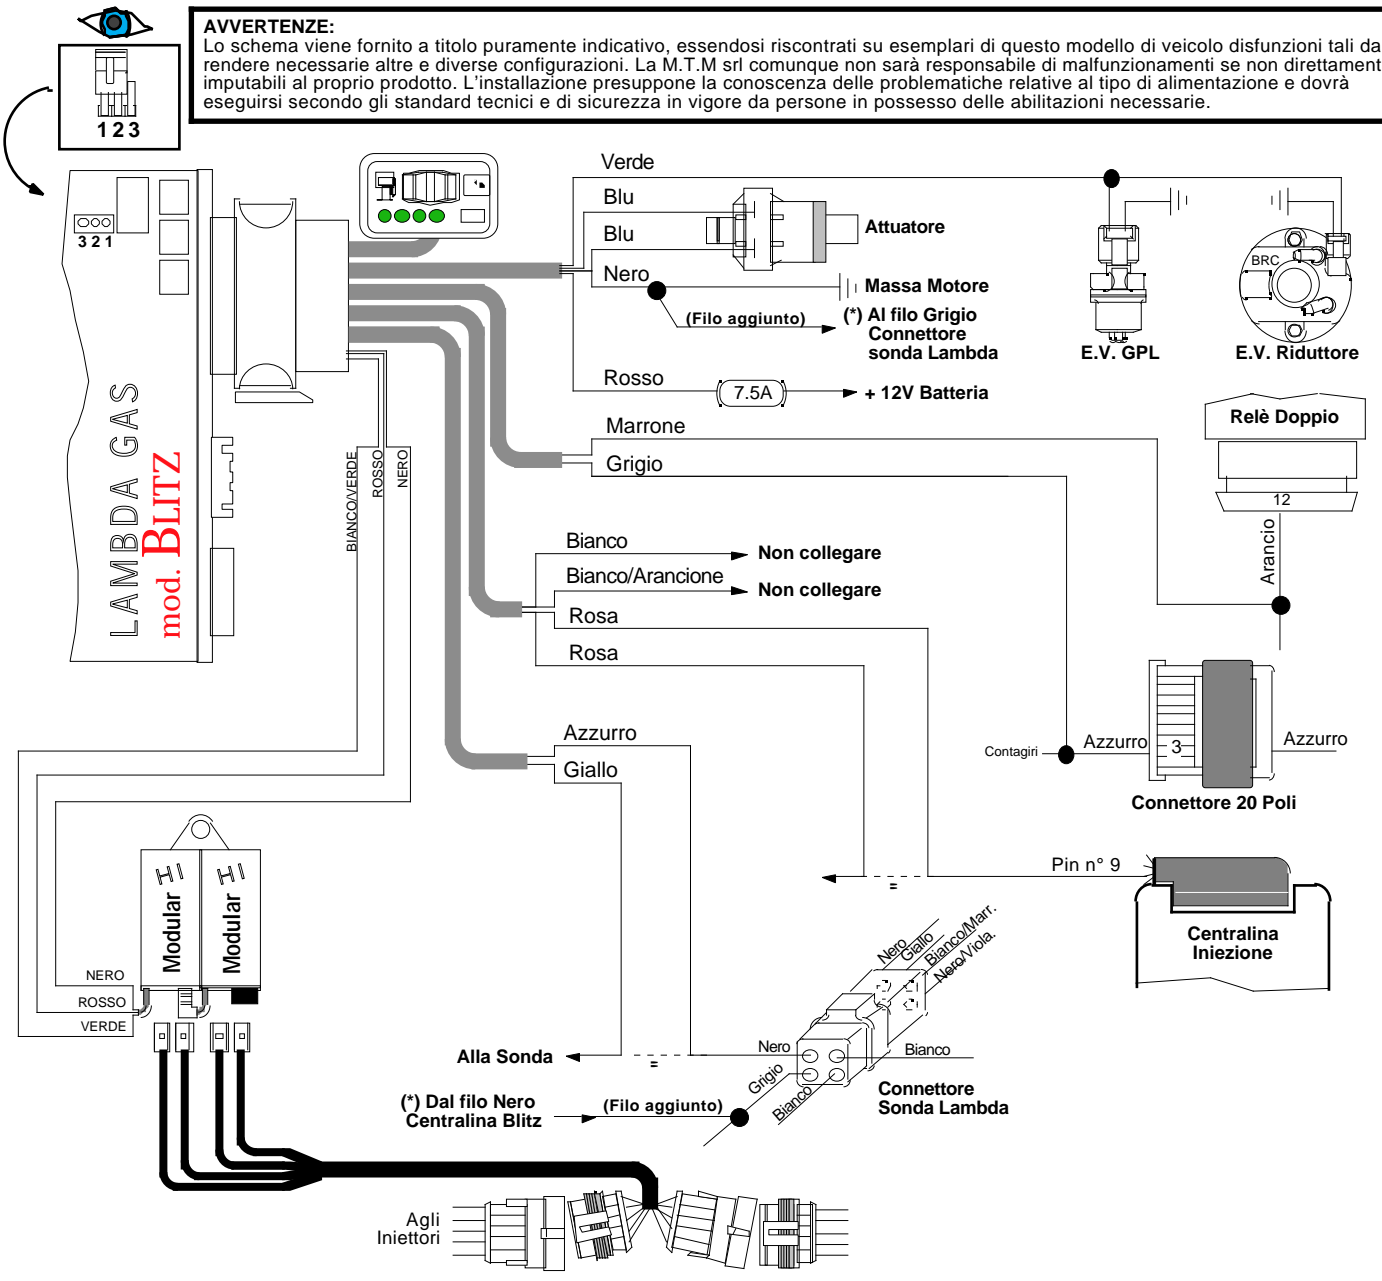 AVVERTENZE:
Lo schema viene fornito a titolo puramente indicativo, essendosi riscontrati su esemplari di questo modello di veicolo disfunzioni tali da
rendere necessarie altre e diverse configurazioni. La M.T.M srl comunque non sarà responsabile di malfunzionamenti se non direttament
imputabili al proprio prodotto. L'installazione presuppone la conoscenza delle problematiche relative al tipo di alimentazione e dovrà
eseguirsi secondo gli standard tecnici e di sicurezza in vigore da persone in possesso delle abilitazioni necessarie.
1 2 3
3 2 1
LAMBDA GAS
mod. BLITZ
Verde
Blu
Blu
Nero
Attuatore
Massa Motore
(Filo aggiunto)
(*) Al filo Grigio
Connettore
sonda Lambda
Rosso
7.5A
+ 12V Batteria
E.V. GPL
BRC
E.V. Riduttore
Relè Doppio
12
Arancio
Marrone
Grigio
BIANCO/VERDE
ROSSO
NERO
Bianco
Non collegare
Bianco/Arancione
Non collegare
Rosa
Rosa
Azzurro
Giallo
Contagiri
Azzurro
3
Azzurro
Connettore 20 Poli
Pin n° 9
Centralina
Iniezione
Modular HI
Modular HI
NERO
ROSSO
VERDE
Nero
Giallo
Bianco/Marr.
Nero/Viola.
Alla Sonda
=
=
Nero
Bianco
Grigio
Bianco
Connettore
Sonda Lambda
(*) Dal filo Nero
Centralina Blitz
(Filo aggiunto)
Agli
Iniettori